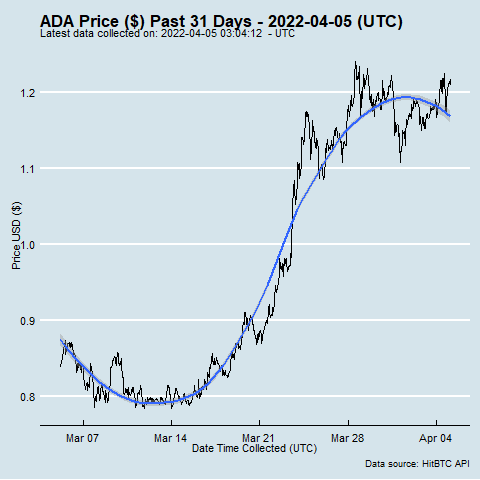 ADA Price ($) Past 31 Days - 2022-04-05 (UTC)
Latest data collected on: 2022-04-05 03:04:12 - UTC
Price USD ($)
1.2
1.1
1.0
0.9
0.8
Mar 07 Mar 14 Mar 21 Mar 28 Apr 04
Date Time Collected (UTC)
Data source: HitBTC API